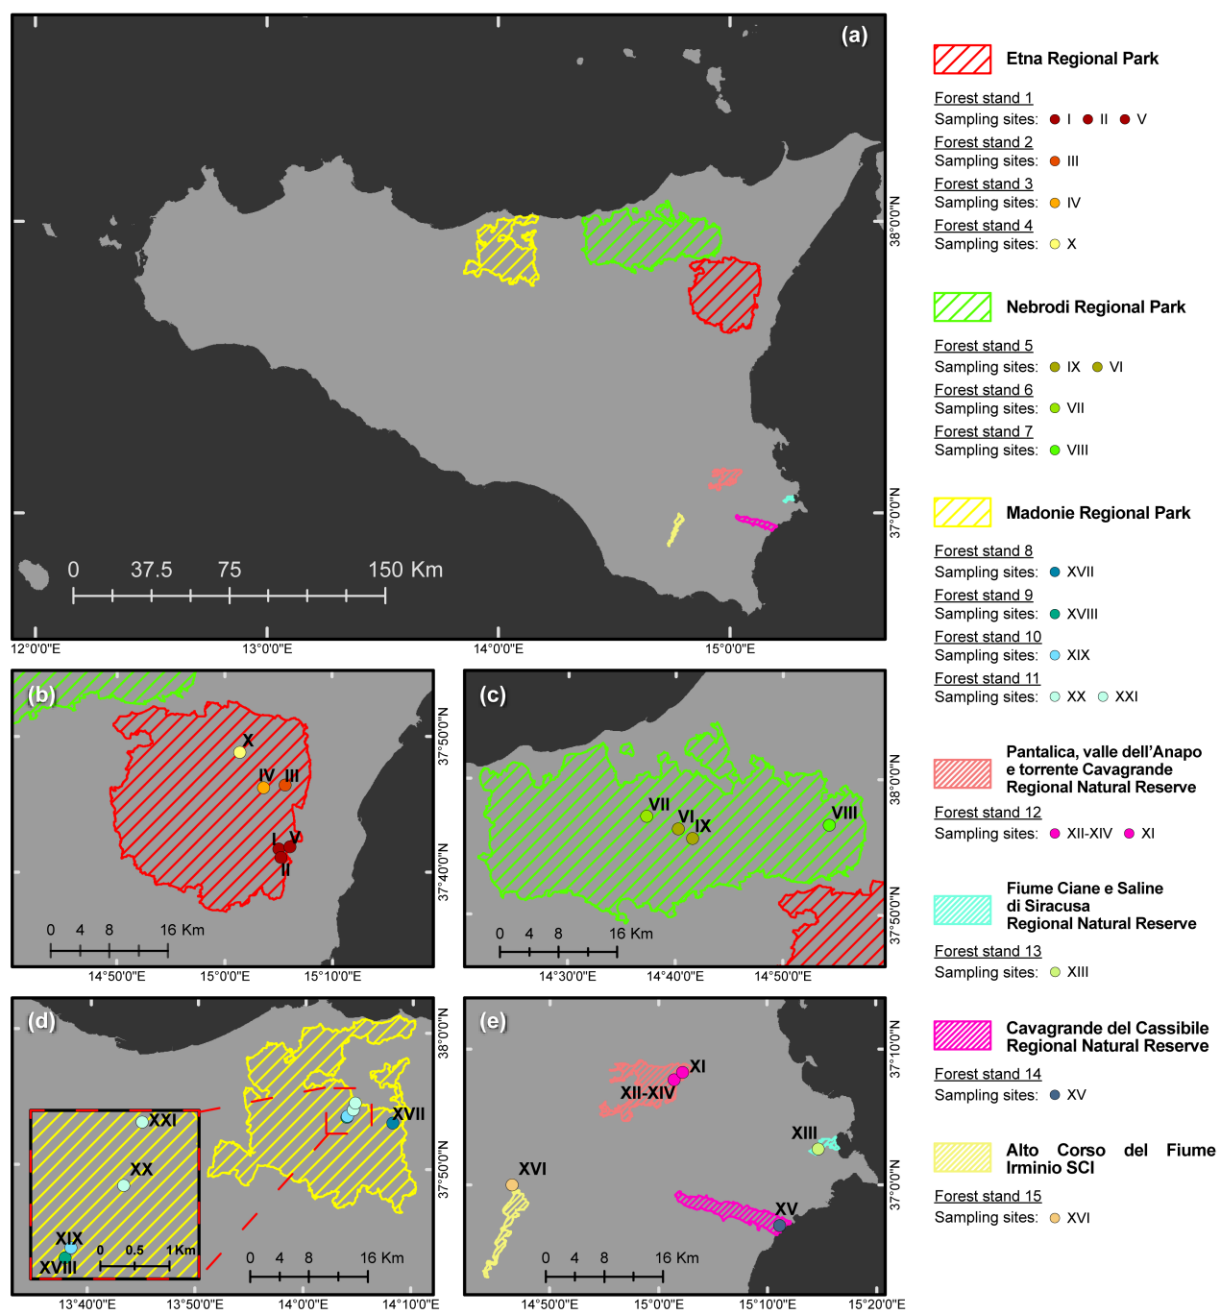 (a)
38°0'0"N
37°0'0"N
0 37.5 75 150 Km
12°0'0"E 13°0'0"E 14°0'0"E 15°0'0"E
(b)
X
IV III
I V
II
37°50'0"N
37°40'0"N
0 4 8 16 Km
14°50'0"E 15°0'0"E 15°10'0"E
(c)
VII
VI
IX
VIII
38°0'0"N
37°50'0"N
0 4 8 16 Km
14°30'0"E 14°40'0"E 14°50'0"E
(d)
XVII
XXI
XX
XIX
XVIII
0 0.5 1 Km
38°0'0"N
37°50'0"N
0 4 8 16 Km
13°40'0"E 13°50'0"E 14°0'0"E 14°10'0"E
(e)
XI
XII-XIV
XIII
XVI
XV
37°10'0"N
37°0'0"N
0 4 8 16 Km
14°50'0"E 15°0'0"E 15°10'0"E 15°20'0"E
Etna Regional Park
Forest stand 1
Sampling sites: I II V
Forest stand 2
Sampling sites: III
Forest stand 3
Sampling sites: IV
Forest stand 4
Sampling sites: X
Nebrodi Regional Park
Forest stand 5
Sampling sites: IX VI
Forest stand 6
Sampling sites: VII
Forest stand 7
Sampling sites: VIII
Madonie Regional Park
Forest stand 8
Sampling sites: XVII
Forest stand 9
Sampling sites: XVIII
Forest stand 10
Sampling sites: XIX
Forest stand 11
Sampling sites: XX XXI
Pantalica, valle dell'Anapo
e torrente Cavagrande
Regional Natural Reserve
Forest stand 12
Sampling sites: XII-XIV XI
Fiume Ciane e Saline
di Siracusa
Regional Natural Reserve
Forest stand 13
Sampling sites: XIII
Cavagrande del Cassibile
Regional Natural Reserve
Forest stand 14
Sampling sites: XV
Alto Corso del Fiume
Irminio SCI
Forest stand 15
Sampling sites: XVI